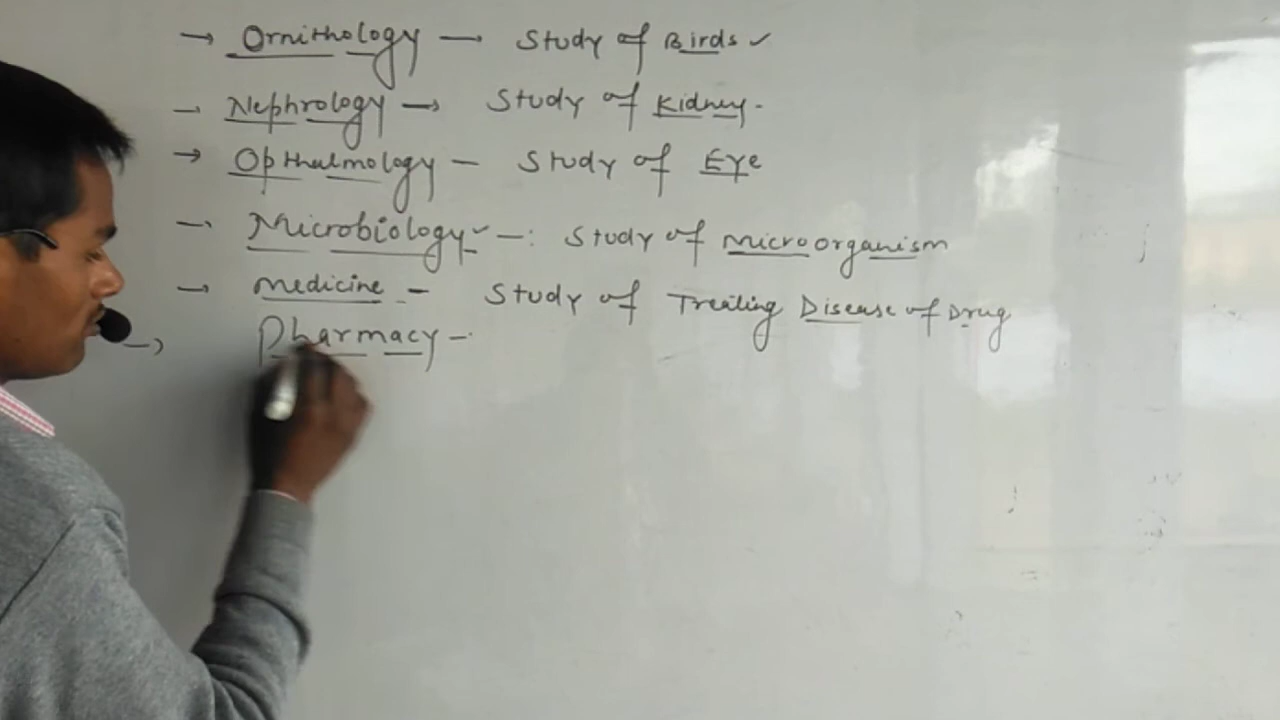 → Ornithology — Study of Birds ✓
→ Nephrology → Study of Kidney.
→ Opthalmology — Study of Eye
→ Microbiology ✓ —: Study of microorganism
→ medicine - Study of Treating Disease of Drug
→ Pharmacy -